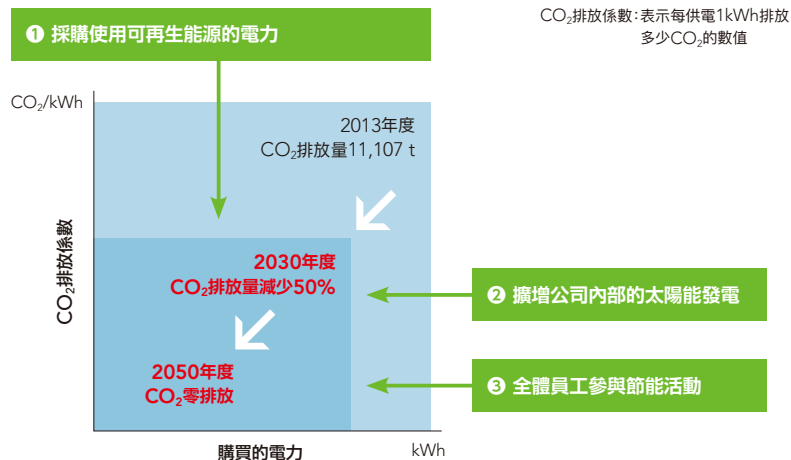 ❶ 採購使用可再生能源的電力
CO₂排放係數:表示每供電1kWh排放
多少CO₂的數值
CO₂/kWh
2013年度
CO₂排放量11,107 t
CO₂排放係數
2030年度
CO₂排放量減少50%
❷ 擴增公司內部的太陽能發電
2050年度
CO₂零排放
❸ 全體員工參與節能活動
購買的電力
kWh